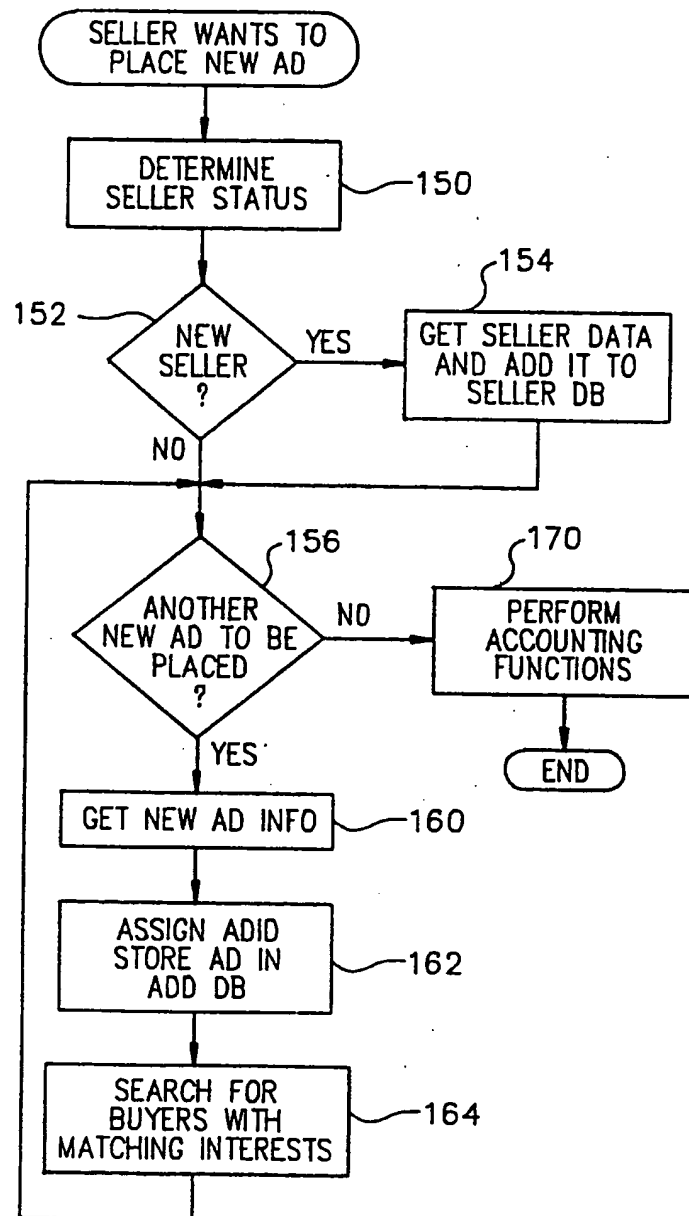 SELLER WANTS TO
PLACE NEW AD
DETERMINE
SELLER STATUS
150
152
NEW
SELLER
?
YES
NO
154
GET SELLER DATA
AND ADD IT TO
SELLER DB
156
ANOTHER
NEW AD TO BE
PLACED
?
NO
YES
170
PERFORM
ACCOUNTING
FUNCTIONS
END
GET NEW AD INFO
160
ASSIGN ADID
STORE AD IN
ADD DB
162
SEARCH FOR
BUYERS WITH
MATCHING INTERESTS
164